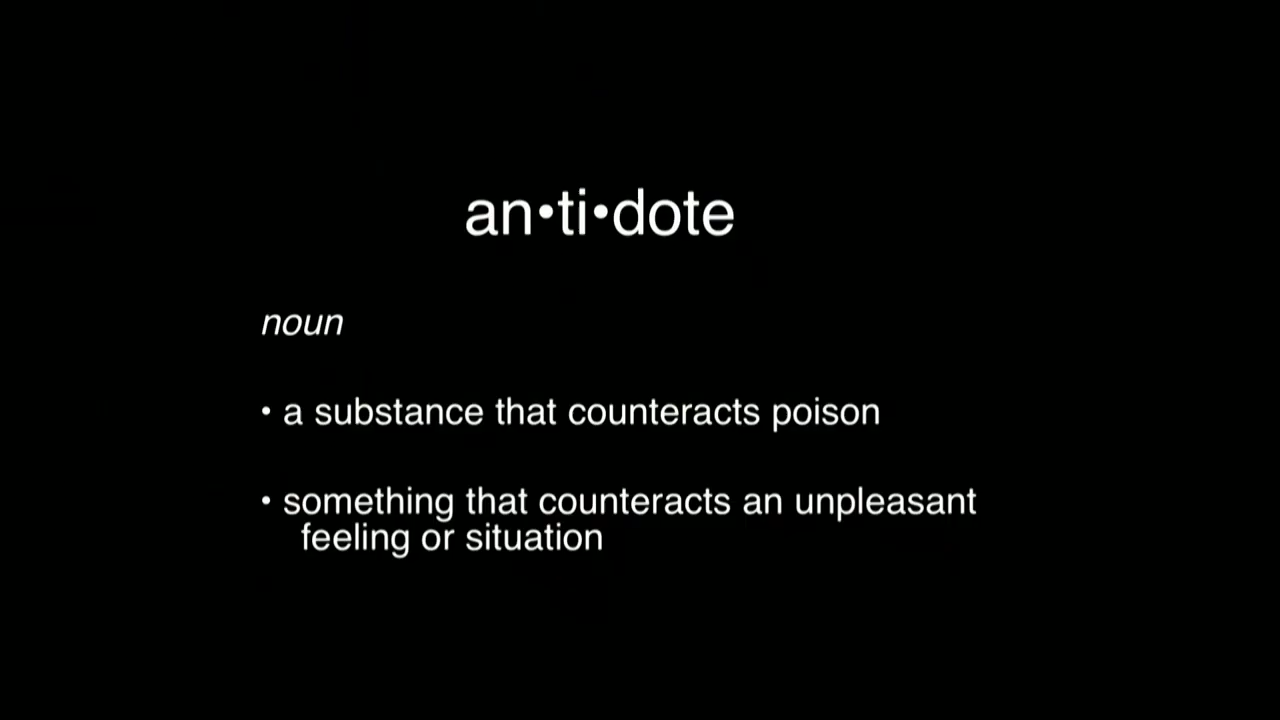 an•ti•dote
noun
• a substance that counteracts poison
• something that counteracts an unpleasant
feeling or situation